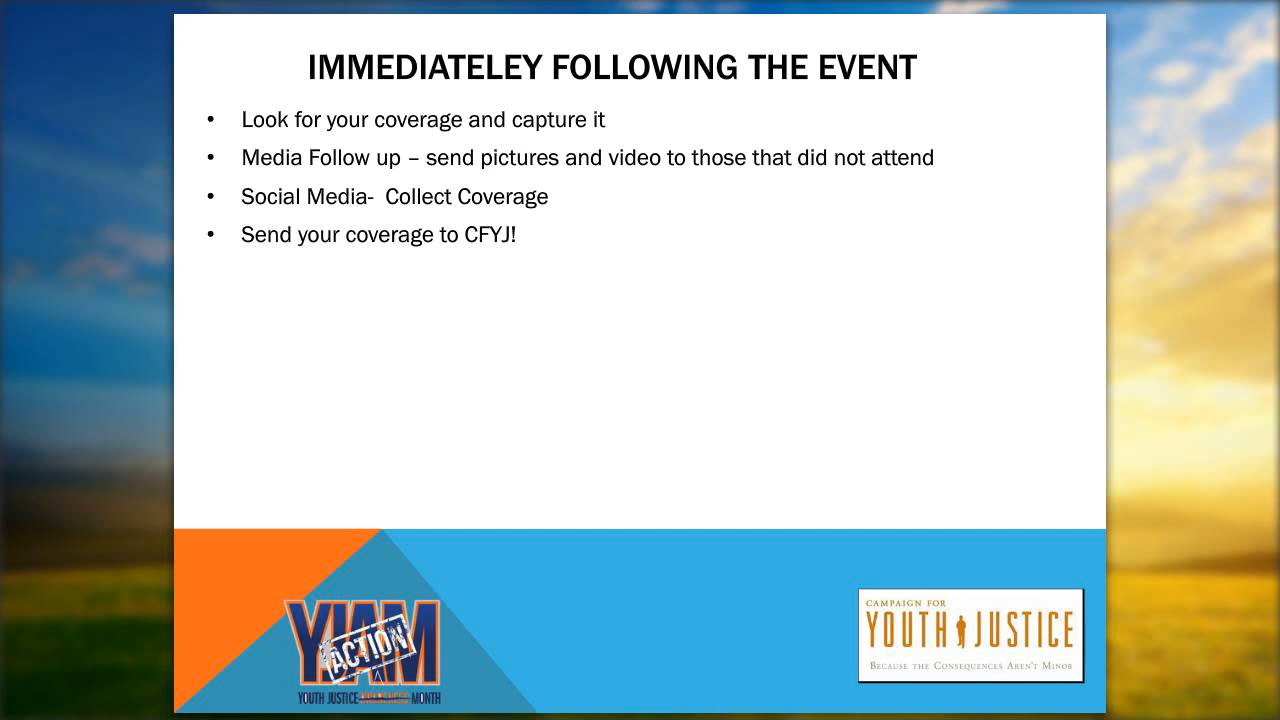 IMMEDIATELEY FOLLOWING THE EVENT
• Look for your coverage and capture it
• Media Follow up – send pictures and video to those that did not attend
• Social Media-  Collect Coverage
• Send your coverage to CFYJ!
YJAM
ACTION
YOUTH JUSTICE AWARENESS MONTH
CAMPAIGN FOR
YOUTH JUSTICE
BECAUSE THE CONSEQUENCES AREN'T MINOR